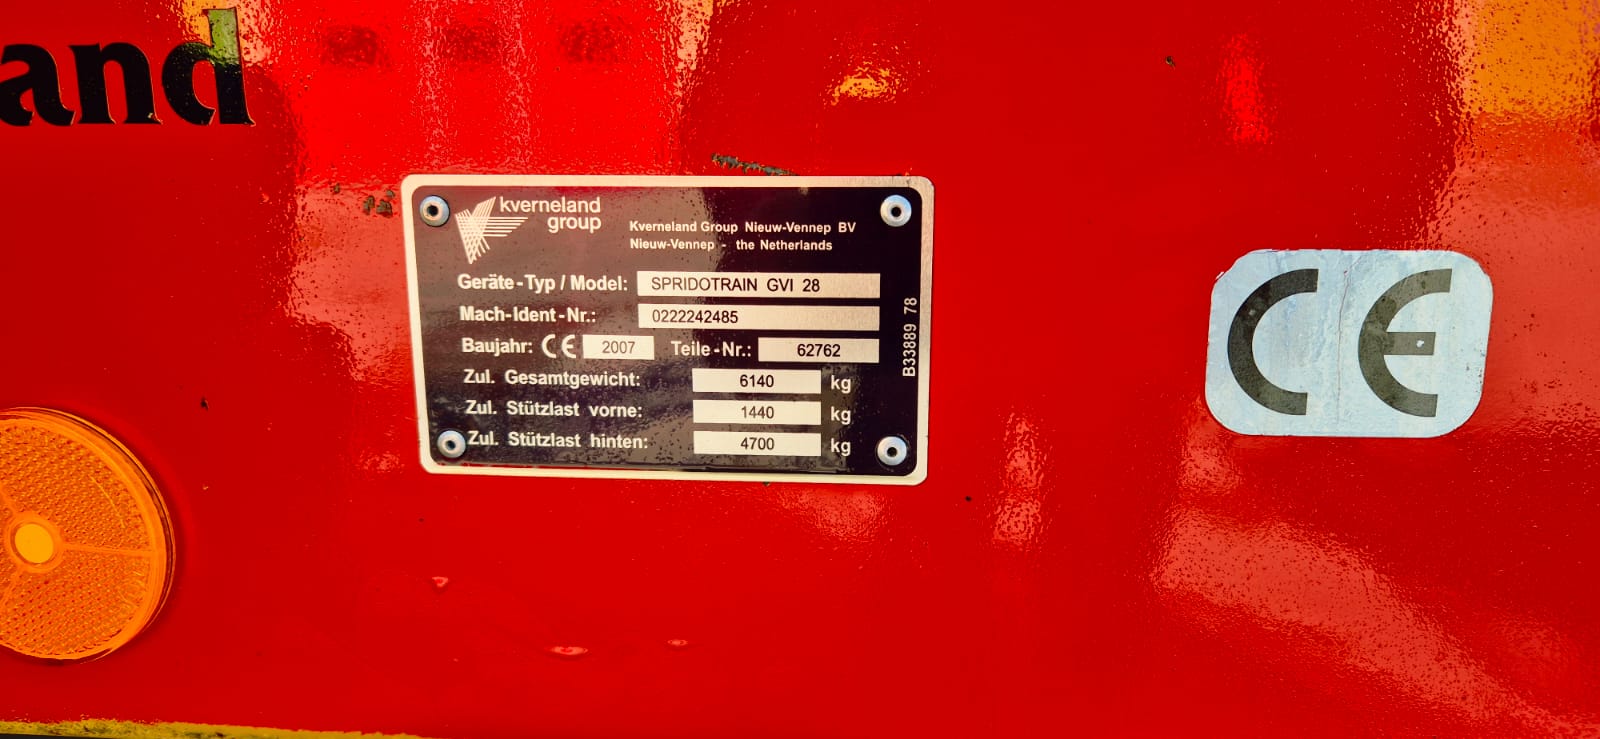 and
kverneland
group
Kverneland Group Nieuw-Vennep BV
Nieuw-Vennep - the Netherlands
Geräte-Typ / Model: SPRIDOTRAIN GVI 28
Mach-Ident-Nr.: 0222242485
Baujahr: CE 2007 Teile-Nr.: 62762
Zul. Gesamtgewicht: 6140 kg
Zul. Stützlast vorne: 1440 kg
Zul. Stützlast hinten: 4700 kg
B33889 78
CE